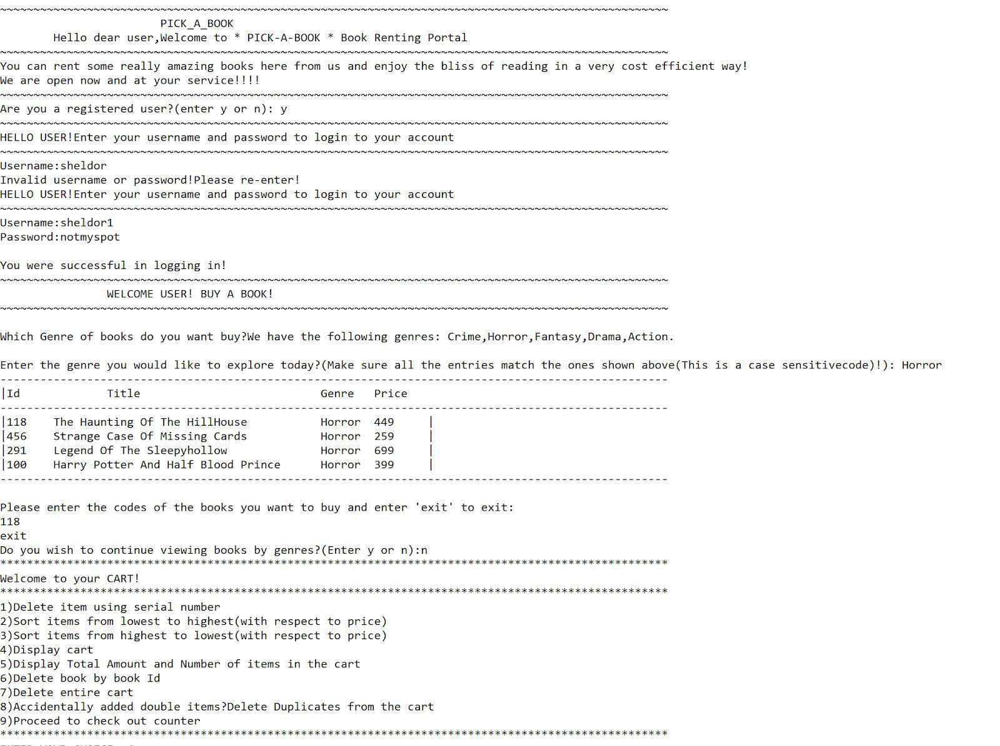 ~~~~~~~~~~~~~~~~~~~~~~~~~~~~~~~~~~~~~~~~~~~~~~~~~~~~~~~~~~~~~~~~~~~~~~~~~~~~~~~~~~~~~~~~~~~~~~~~~~~~
                        PICK_A_BOOK
        Hello dear user,Welcome to * PICK-A-BOOK * Book Renting Portal
~~~~~~~~~~~~~~~~~~~~~~~~~~~~~~~~~~~~~~~~~~~~~~~~~~~~~~~~~~~~~~~~~~~~~~~~~~~~~~~~~~~~~~~~~~~~~~~~~~~~
You can rent some really amazing books here from us and enjoy the bliss of reading in a very cost efficient way!
We are open now and at your service!!!!
~~~~~~~~~~~~~~~~~~~~~~~~~~~~~~~~~~~~~~~~~~~~~~~~~~~~~~~~~~~~~~~~~~~~~~~~~~~~~~~~~~~~~~~~~~~~~~~~~~~~
Are you a registered user?(enter y or n): y
~~~~~~~~~~~~~~~~~~~~~~~~~~~~~~~~~~~~~~~~~~~~~~~~~~~~~~~~~~~~~~~~~~~~~~~~~~~~~~~~~~~~~~~~~~~~~~~~~~~~
HELLO USER!Enter your username and password to login to your account
~~~~~~~~~~~~~~~~~~~~~~~~~~~~~~~~~~~~~~~~~~~~~~~~~~~~~~~~~~~~~~~~~~~~~~~~~~~~~~~~~~~~~~~~~~~~~~~~~~~~
Username:sheldor
Invalid username or password!Please re-enter!
HELLO USER!Enter your username and password to login to your account
~~~~~~~~~~~~~~~~~~~~~~~~~~~~~~~~~~~~~~~~~~~~~~~~~~~~~~~~~~~~~~~~~~~~~~~~~~~~~~~~~~~~~~~~~~~~~~~~~~~~
Username:sheldor1
Password:notmyspot

You were successful in logging in!
~~~~~~~~~~~~~~~~~~~~~~~~~~~~~~~~~~~~~~~~~~~~~~~~~~~~~~~~~~~~~~~~~~~~~~~~~~~~~~~~~~~~~~~~~~~~~~~~~~~~
                WELCOME USER! BUY A BOOK!
~~~~~~~~~~~~~~~~~~~~~~~~~~~~~~~~~~~~~~~~~~~~~~~~~~~~~~~~~~~~~~~~~~~~~~~~~~~~~~~~~~~~~~~~~~~~~~~~~~~~

Which Genre of books do you want buy?We have the following genres: Crime,Horror,Fantasy,Drama,Action.

Enter the genre you would like to explore today?(Make sure all the entries match the ones shown above(This is a case sensitivecode)!): Horror
----------------------------------------------------------------------------------------------------
|Id             Title                           Genre   Price
----------------------------------------------------------------------------------------------------
|118    The Haunting Of The HillHouse           Horror  449     |
|456    Strange Case Of Missing Cards           Horror  259     |
|291    Legend Of The Sleepyhollow              Horror  699     |
|100    Harry Potter And Half Blood Prince      Horror  399     |
----------------------------------------------------------------------------------------------------

Please enter the codes of the books you want to buy and enter 'exit' to exit:
118
exit
Do you wish to continue viewing books by genres?(Enter y or n):n
****************************************************************************************************
Welcome to your CART!
****************************************************************************************************
1)Delete item using serial number
2)Sort items from lowest to highest(with respect to price)
3)Sort items from highest to lowest(with respect to price)
4)Display cart
5)Display Total Amount and Number of items in the cart
6)Delete book by book Id
7)Delete entire cart
8)Accidentally added double items?Delete Duplicates from the cart
9)Proceed to check out counter
****************************************************************************************************